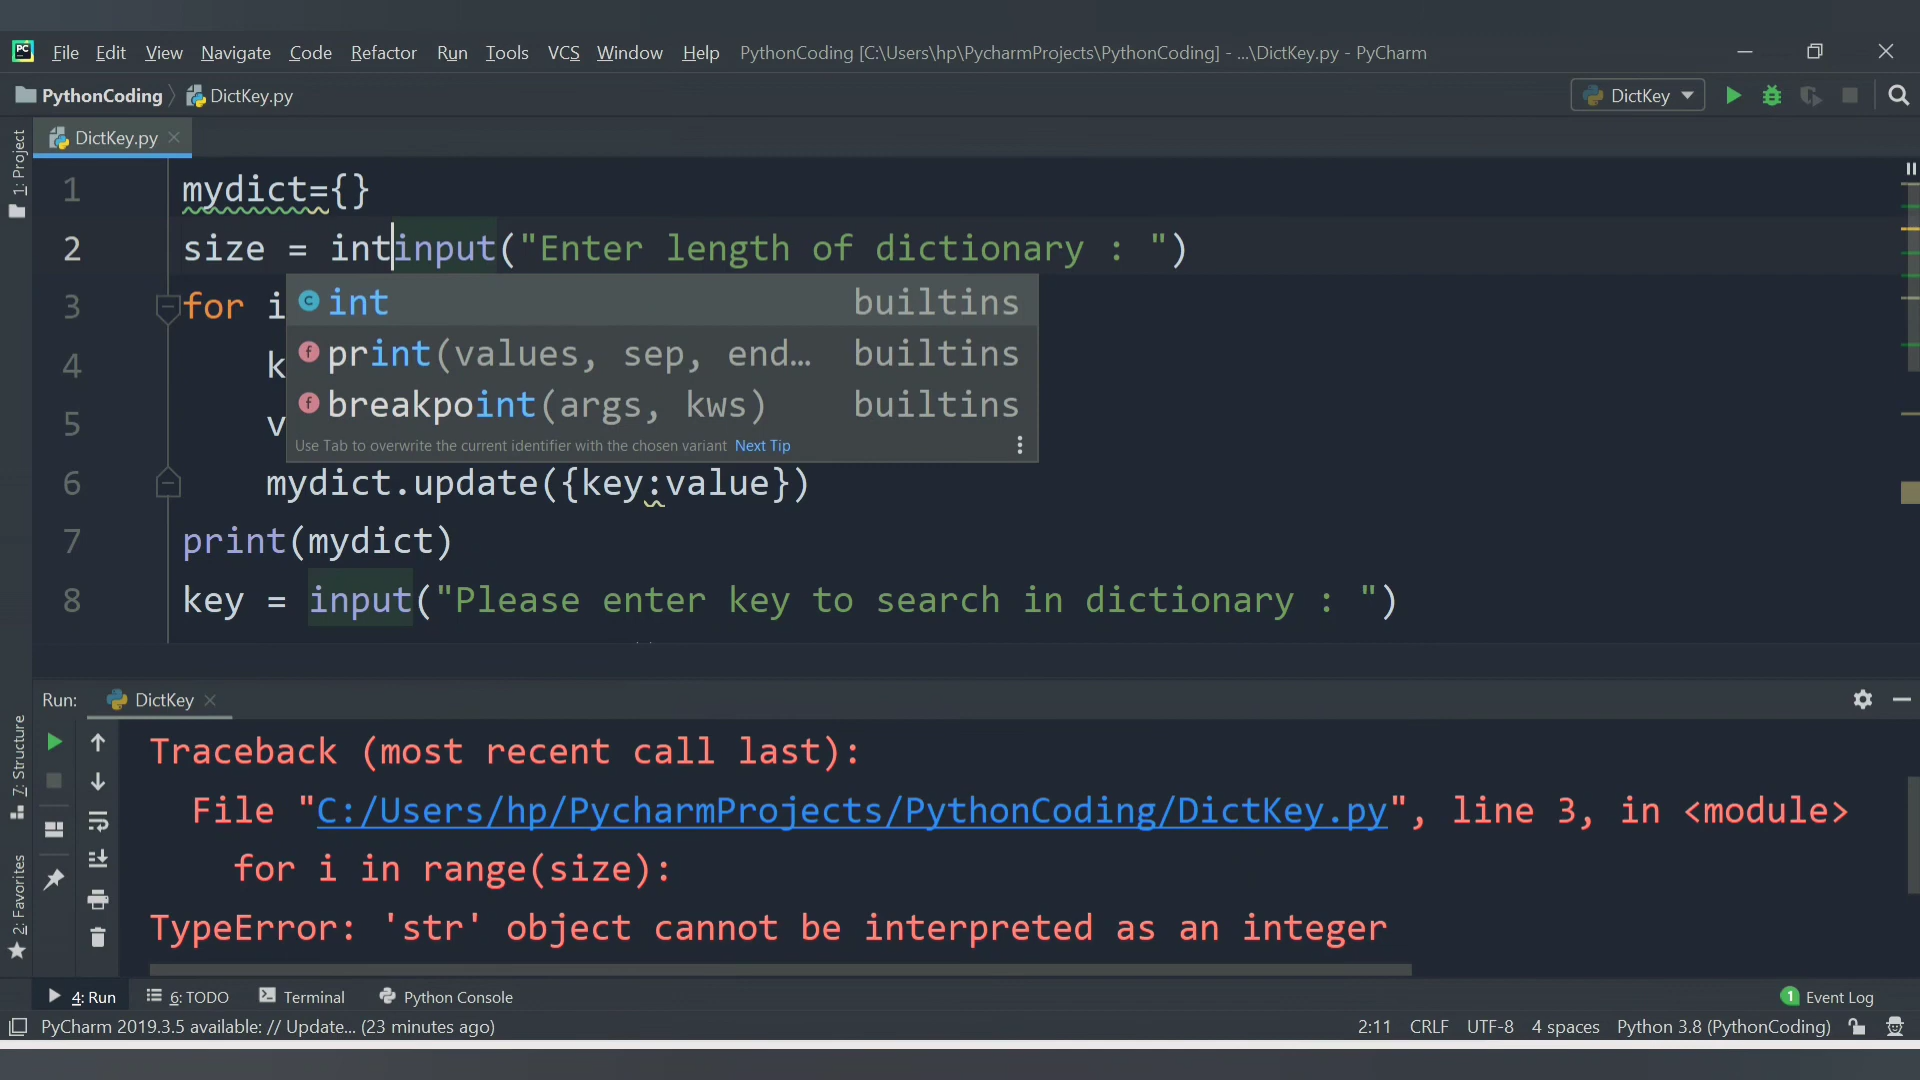 PC File Edit View Navigate Code Refactor Run Tools VCS Window Help PythonCoding [C:\Users\hp\PycharmProjects\PythonCoding] - ...\DictKey.py - PyCharm
PythonCoding DictKey.py DictKey
1: Project
DictKey.py
1 mydict={}
2 size = intinput("Enter length of dictionary : ")
3 for i
4 k
5 v
int builtins
print(values, sep, end… builtins
breakpoint(args, kws) builtins
Use Tab to overwrite the current identifier with the chosen variant Next Tip
6 mydict.update({key:value})
7 print(mydict)
8 key = input("Please enter key to search in dictionary : ")
Run: DictKey
7: Structure
2: Favorites
Traceback (most recent call last):
File "C:/Users/hp/PycharmProjects/PythonCoding/DictKey.py", line 3, in <module>
for i in range(size):
TypeError: 'str' object cannot be interpreted as an integer
4: Run 6: TODO Terminal Python Console 1 Event Log
PyCharm 2019.3.5 available: // Update... (23 minutes ago) 2:11 CRLF UTF-8 4 spaces Python 3.8 (PythonCoding)